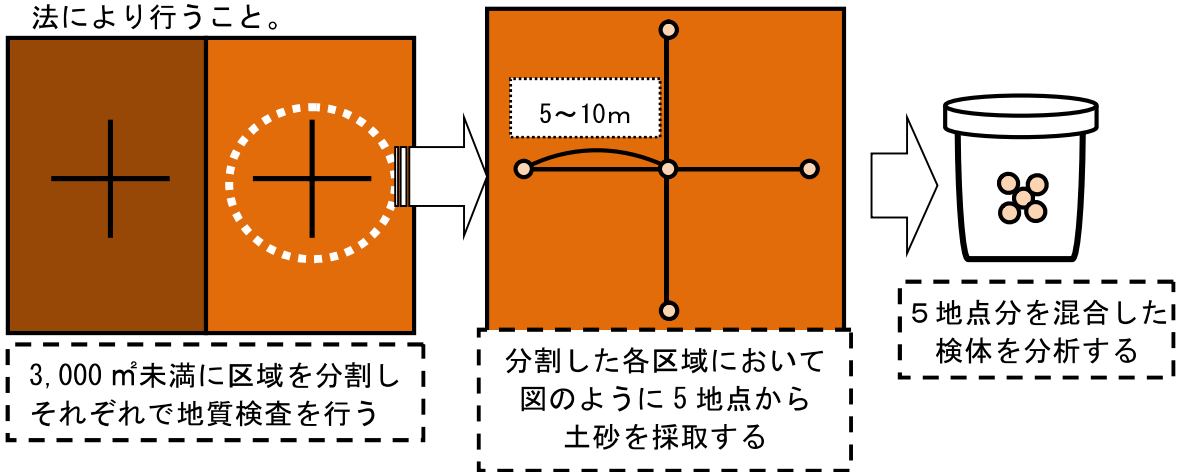 法により行うこと。
5～10ｍ
3,000 ㎡未満に区域を分割し
それぞれで地質検査を行う
分割した各区域において
図のように５地点から
土砂を採取する
５地点分を混合した
検体を分析する